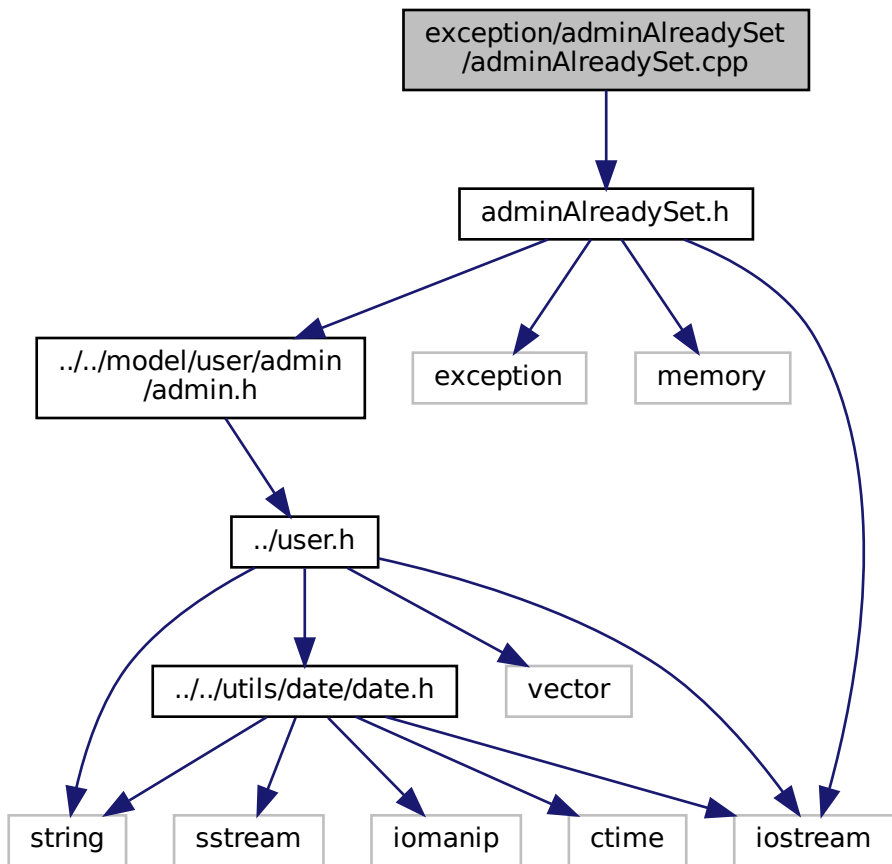 exception/adminAlreadySet
/adminAlreadySet.cpp
adminAlreadySet.h
../../model/user/admin
/admin.h
exception
memory
../user.h
../../utils/date/date.h
vector
string
sstream
iomanip
ctime
iostream